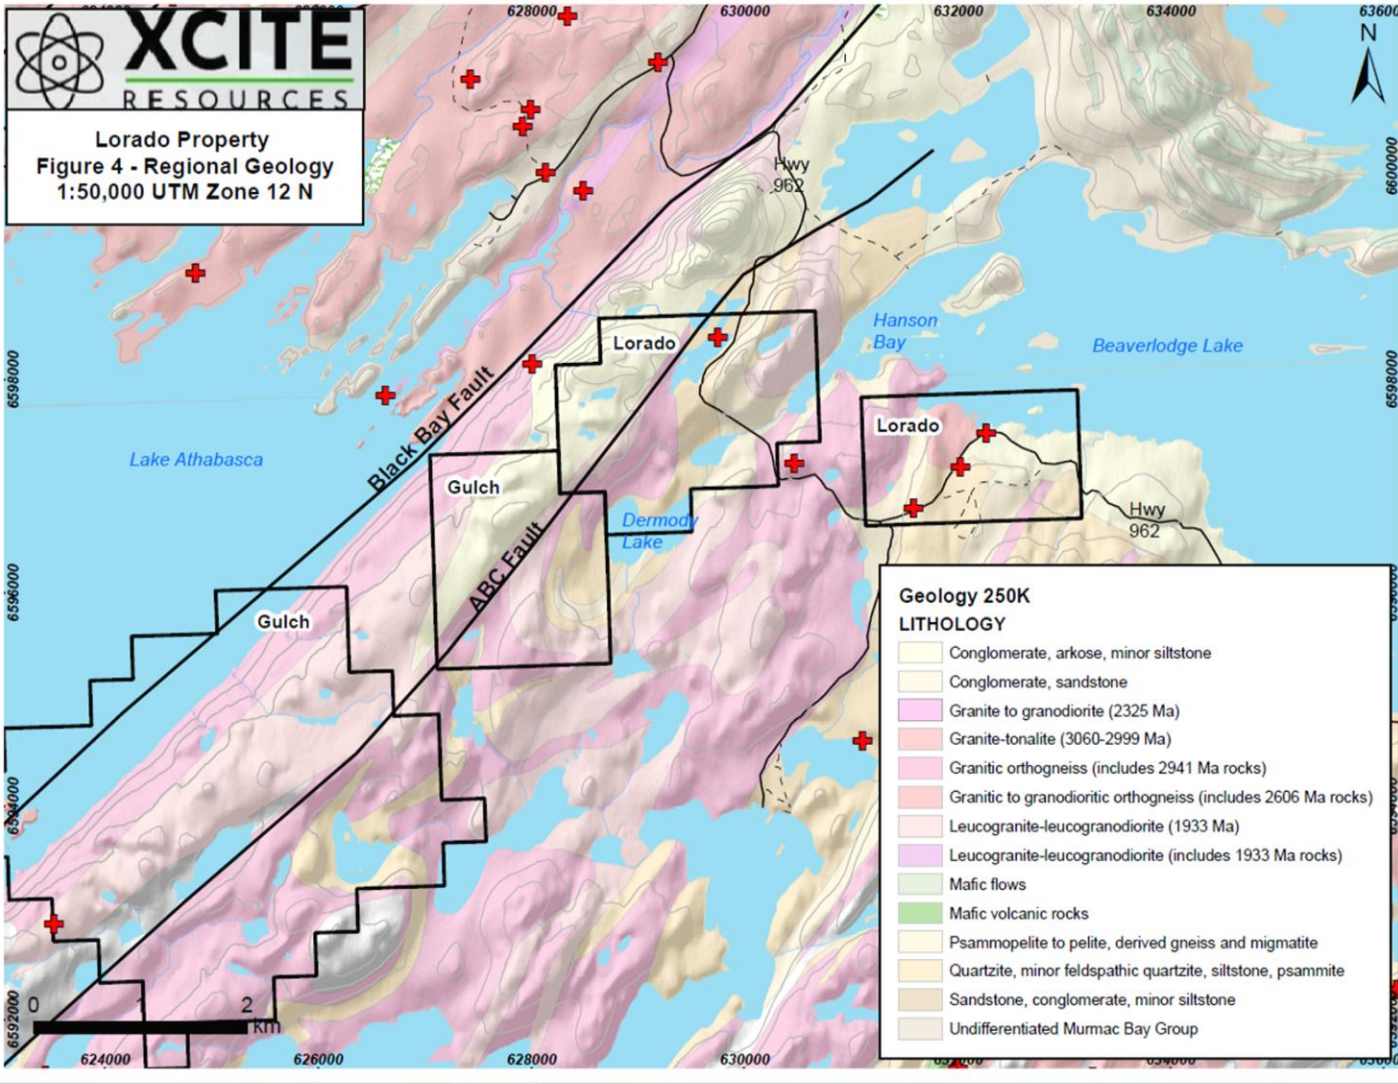 XCITE
RESOURCES
Lorado Property
Figure 4 - Regional Geology
1:50,000 UTM Zone 12 N
628000
630000
632000
634000
N
6600000
Hwy
962
Hanson
Bay
Beaverlodge Lake
6598000
6598000
Lorado
Lorado
Black Bay Fault
Lake Athabasca
Gulch
Dermody
Lake
Hwy
962
ABC Fault
6596000
Gulch
6594000
Geology 250K
LITHOLOGY
Conglomerate, arkose, minor siltstone
Conglomerate, sandstone
Granite to granodiorite (2325 Ma)
Granite-tonalite (3060-2999 Ma)
Granitic orthogneiss (includes 2941 Ma rocks)
Granitic to granodioritic orthogneiss (includes 2606 Ma rocks)
Leucogranite-leucogranodiorite (1933 Ma)
Leucogranite-leucogranodiorite (includes 1933 Ma rocks)
Mafic flows
Mafic volcanic rocks
Psammopelite to pelite, derived gneiss and migmatite
Quartzite, minor feldspathic quartzite, siltstone, psammite
Sandstone, conglomerate, minor siltstone
Undifferentiated Murmac Bay Group
6592000
0 1 2
km
624000
626000
628000
630000